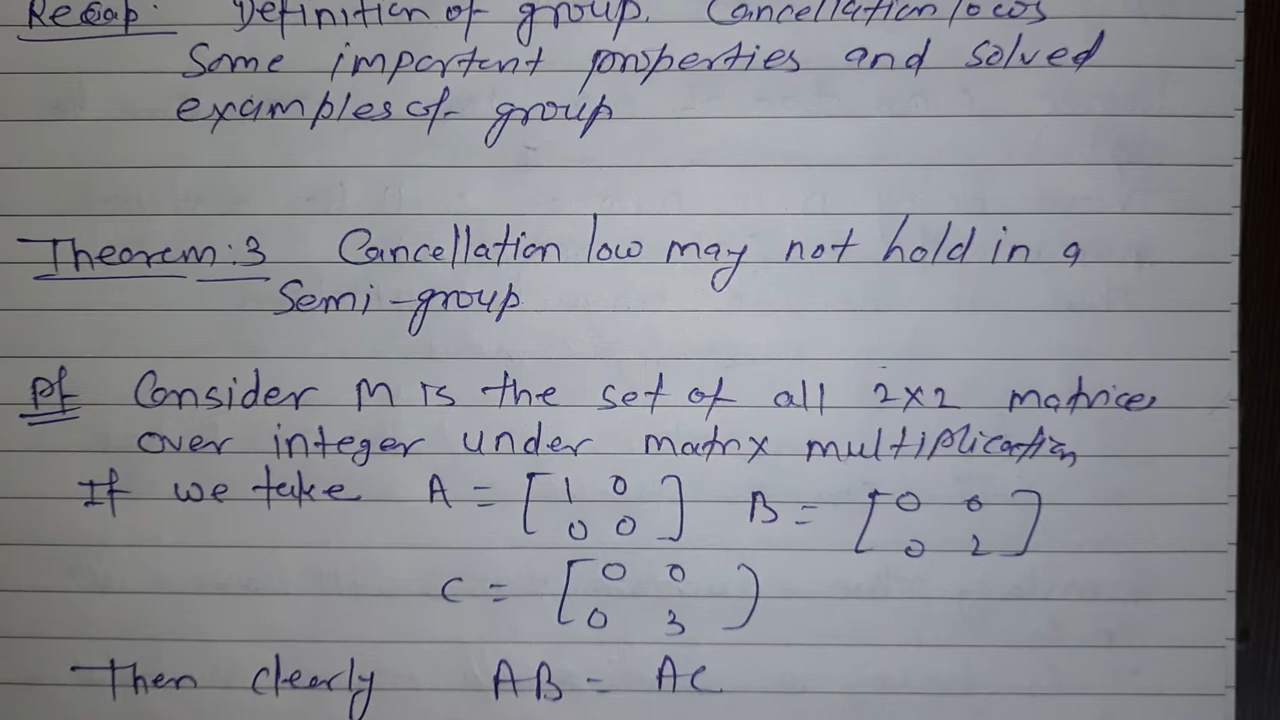 Recap: Definition of group. Cancellation laws
Some important properties and solved
examples of group
Theorem:3 Cancellation law may not hold in a
Semi-group
Pf Consider M is the set of all 2x2 matrices
over integer under matrix multiplication
If we take A = [1 0 B = [0 0
0 0] 0 2]
C = [0 0
0 3)
Then clearly AB = AC